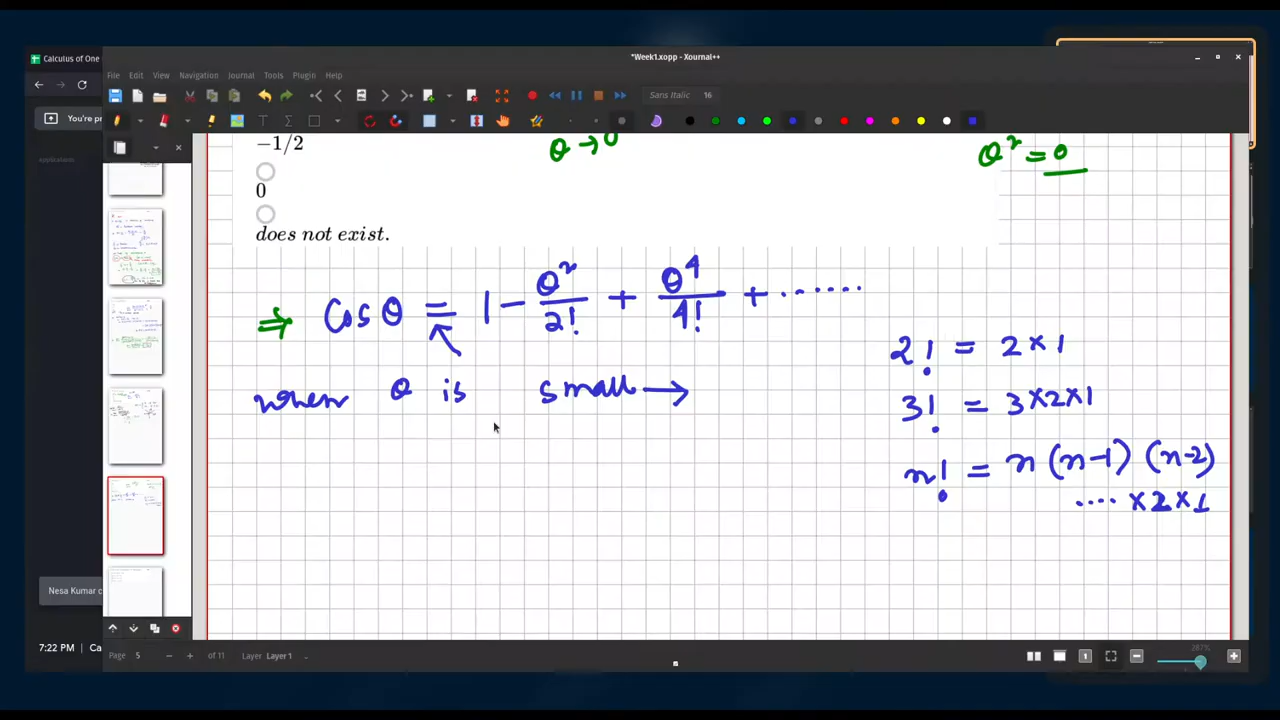 Calculus of One
*Week1.xopp - Xournal++
File Edit View Navigation Journal Tools Plugin Help
Sans Italic 16
You're pr
−1/2
θ → 0
θ² = 0
0
does not exist.
⇒ Cos θ = 1 − θ²/2! + θ⁴/4! + ......
2! = 2×1
when θ is small →
3! = 3×2×1
n! = n (n−1) (n−2)
.... ×2×1
Nesa Kumar c
7:22 PM | Ca
Page 5 of 11 Layer Layer 1
287%